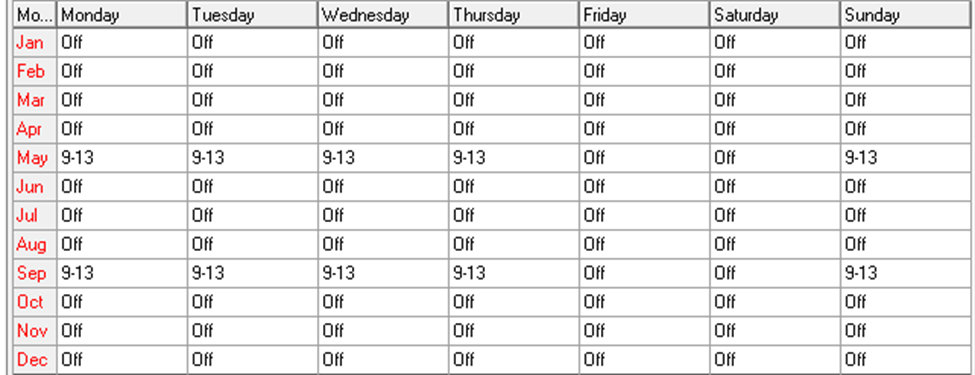 Mo... Monday Tuesday Wednesday Thursday Friday Saturday Sunday
Jan Off Off Off Off Off Off Off
Feb Off Off Off Off Off Off Off
Mar Off Off Off Off Off Off Off
Apr Off Off Off Off Off Off Off
May 9-13 9-13 9-13 9-13 Off Off 9-13
Jun Off Off Off Off Off Off Off
Jul Off Off Off Off Off Off Off
Aug Off Off Off Off Off Off Off
Sep 9-13 9-13 9-13 9-13 Off Off 9-13
Oct Off Off Off Off Off Off Off
Nov Off Off Off Off Off Off Off
Dec Off Off Off Off Off Off Off